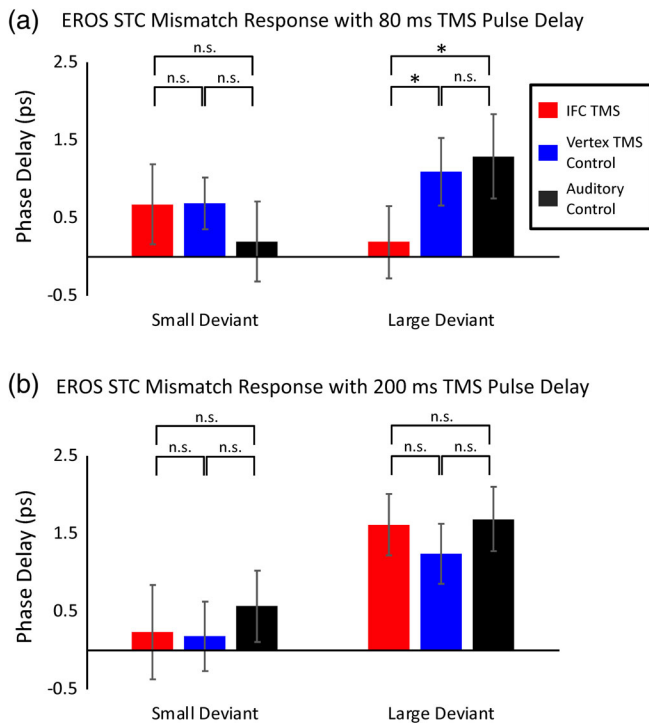 (a) EROS STC Mismatch Response with 80 ms TMS Pulse Delay
n.s.
n.s.
n.s.
*
*
n.s.
2.5
1.5
0.5
-0.5
Phase Delay (ps)
IFC TMS
Vertex TMS
Control
Auditory
Control
Small Deviant
Large Deviant
(b) EROS STC Mismatch Response with 200 ms TMS Pulse Delay
n.s.
n.s.
n.s.
n.s.
n.s.
n.s.
2.5
1.5
0.5
-0.5
Phase Delay (ps)
Small Deviant
Large Deviant